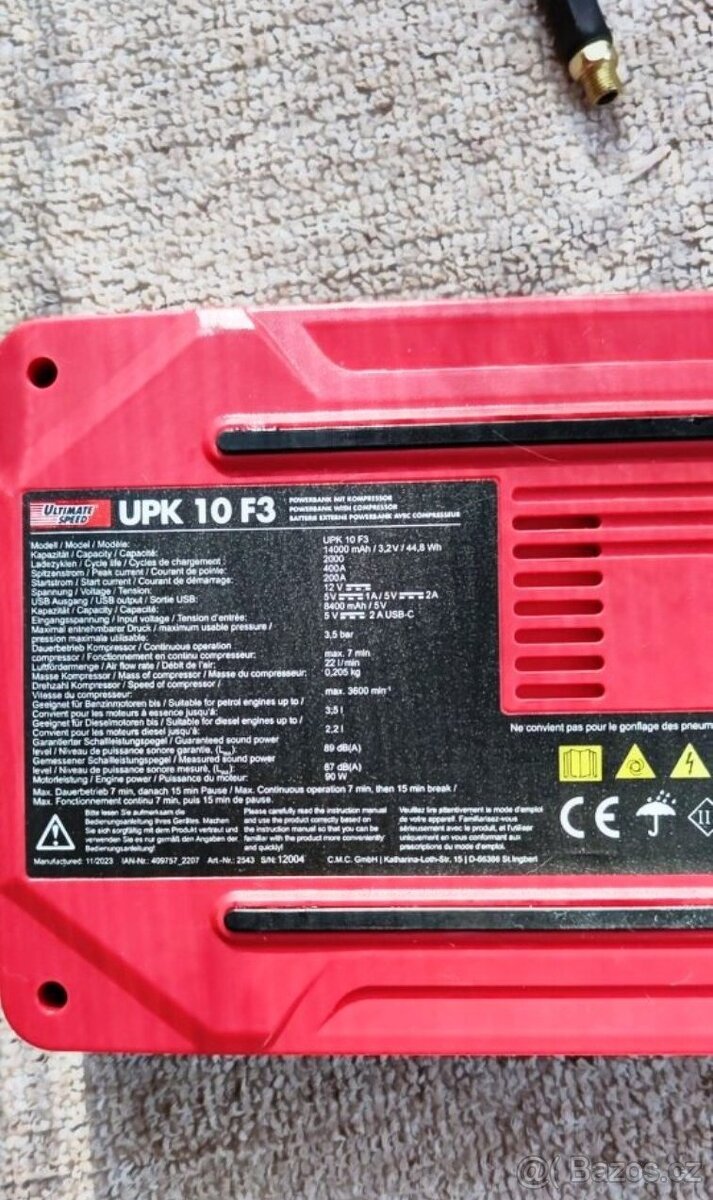 ULTIMATE SPEED UPK 10 F3
POWERBANK MIT KOMPRESSOR
POWERBANK WITH COMPRESSOR
BATTERIE EXTERNE POWERBANK AVEC COMPRESSEUR
Modell / Model / Modèle: UPK 10 F3
Kapazität / Capacity / Capacité: 14000 mAh / 3,2V / 44,8 Wh
Ladezyklen / Cycle life / Cycles de chargement: 2000
Spitzenstrom / Peak current / Courant de pointe: 400A
Startstrom / Start current / Courant de démarrage: 200A
Spannung / Voltage / Tension: 12 V
USB Ausgang / USB output / Sortie USB: 5V 1A / 5V 2A
Kapazität / Capacity / Capacité: 8400 mAh / 5V
Eingangsspannung / Input voltage / Tension d'entrée: 5V 2 A USB-C
Maximal entnehmbarer Druck / maximum usable pressure /
pression maximale utilisable: 3,5 bar
Dauerbetrieb Kompressor / Continuous operation
compressor / Fonctionnement en continu compresseur: max. 7 min
Luftfördermenge / Air flow rate / Débit de l'air: 22 l/min
Masse Kompressor / Mass of compressor / Masse du compresseur: 0,205 kg
Drehzahl Kompressor / Speed of compressor /
Vitesse du compresseur: max. 3600 min⁻¹
Geeignet für Benzinmotoren bis / Suitable for petrol engines up to /
Convient pour les moteurs à essence jusqu'à: 3,5 l
Geeignet für Dieselmotoren bis / Suitable for diesel engines up to /
Convient pour les moteurs diesel jusqu'à: 2,2 l
Garantierter Schallleistungspegel / Guaranteed sound power
level / Niveau de puissance sonore garantie, (LWA): 89 dB(A)
Gemessener Schallleistungspegel / Measured sound power
level / Niveau de puissance sonore mesuré, (LWA): 87 dB(A)
Motorleistung / Engine power / Puissance du moteur: 90 W
Max. Dauerbetrieb 7 min, danach 15 min Pause / Max. Continuous operation 7 min, then 15 min break /
Max. Fonctionnement continu 7 min, puis 15 min de pause.
Bitte lesen Sie aufmerksam die
Bedienungsanleitung Ihres Gerätes. Machen
Sie sich sorgfältig mit dem Produkt vertraut und
verwenden Sie es nur gemäß den Angaben der
Bedienungsanleitung!
Please carefully read the instruction manual
and use the product correctly based on
the instruction manual so that you can be
familiar with the product more correctly
and quickly!
Veuillez lire attentivement le mode d'emploi
de votre appareil. Familiarisez-vous
soigneusement avec le produit, et l'utiliser
uniquement en conformément aux
prescriptions du mode d'emploi.
Manufactured: 11/2023 IAN-Nr.: 409757_2207 Art.-Nr.: 2543 S/N: 12004 C.M.C. GmbH | Katharina-Loth-Str. 15 | D-66386 St.Ingbert
Ne convient pas pour le gonflage des pneum
CE
11
Bazos.cz